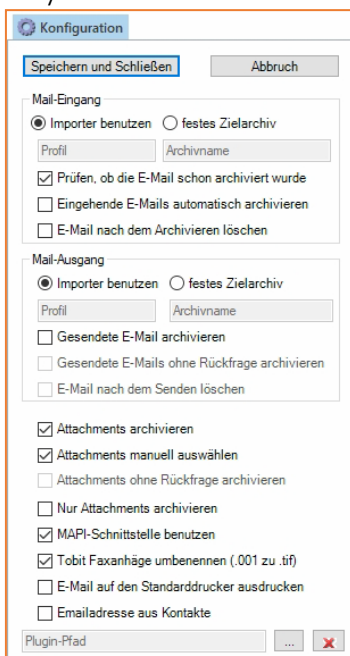 Konfiguration
Speichern und Schließen Abbruch
Mail-Eingang
Importer benutzen festes Zielarchiv
Profil Archivname
Prüfen, ob die E-Mail schon archiviert wurde
Eingehende E-Mails automatisch archivieren
E-Mail nach dem Archivieren löschen
Mail-Ausgang
Importer benutzen festes Zielarchiv
Profil Archivname
Gesendete E-Mail archivieren
Gesendete E-Mails ohne Rückfrage archivieren
E-Mail nach dem Senden löschen
Attachments archivieren
Attachments manuell auswählen
Attachments ohne Rückfrage archivieren
Nur Attachments archivieren
MAPI-Schnittstelle benutzen
Tobit Faxanhäge umbenennen (.001 zu .tif)
E-Mail auf den Standarddrucker ausdrucken
Emailadresse aus Kontakte
Plugin-Pfad ...